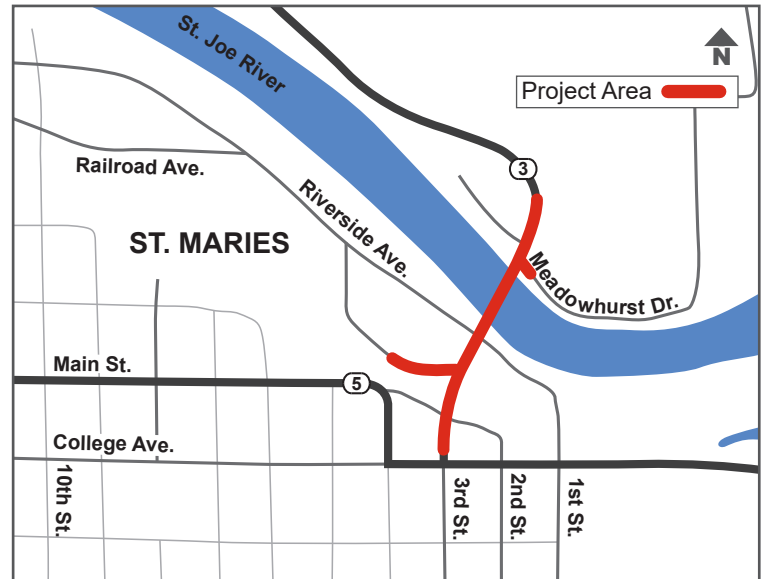 St. Joe River
N
Project Area
3
Railroad Ave.
Riverside Ave.
ST. MARIES
Meadowhurst Dr.
Main St.
5
College Ave.
10th St.
3rd St.
2nd St.
1st St.